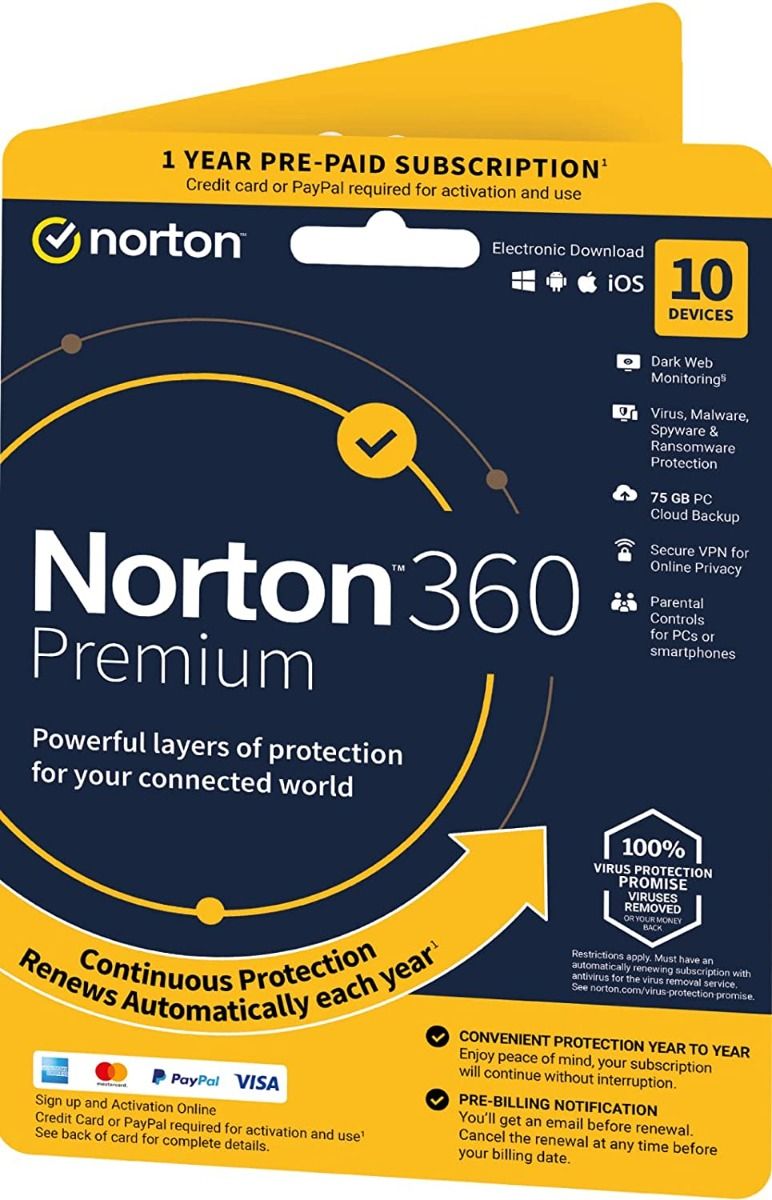 1 YEAR PRE-PAID SUBSCRIPTION¹
Credit card or PayPal required for activation and use
norton™
Electronic Download
iOS
10
DEVICES
Dark Web
Monitoring§
Virus, Malware,
Spyware &
Ransomware
Protection
75 GB PC
Cloud Backup
Secure VPN for
Online Privacy
Parental
Controls
for PCs or
smartphones
Norton™ 360
Premium
Powerful layers of protection
for your connected world
100%
VIRUS PROTECTION
PROMISE
VIRUSES
REMOVED
OR YOUR MONEY
BACK
Restrictions apply. Must have an
automatically renewing subscription with
antivirus for the virus removal service.
See norton.com/virus-protection-promise.
Continuous Protection
Renews Automatically each year¹
CONVENIENT PROTECTION YEAR TO YEAR
Enjoy peace of mind, your subscription
will continue without interruption.
PRE-BILLING NOTIFICATION
You'll get an email before renewal.
Cancel the renewal at any time before
your billing date.
AMERICAN EXPRESS
mastercard.
PayPal
VISA
Sign up and Activation Online
Credit Card or PayPal required for activation and use¹
See back of card for complete details.